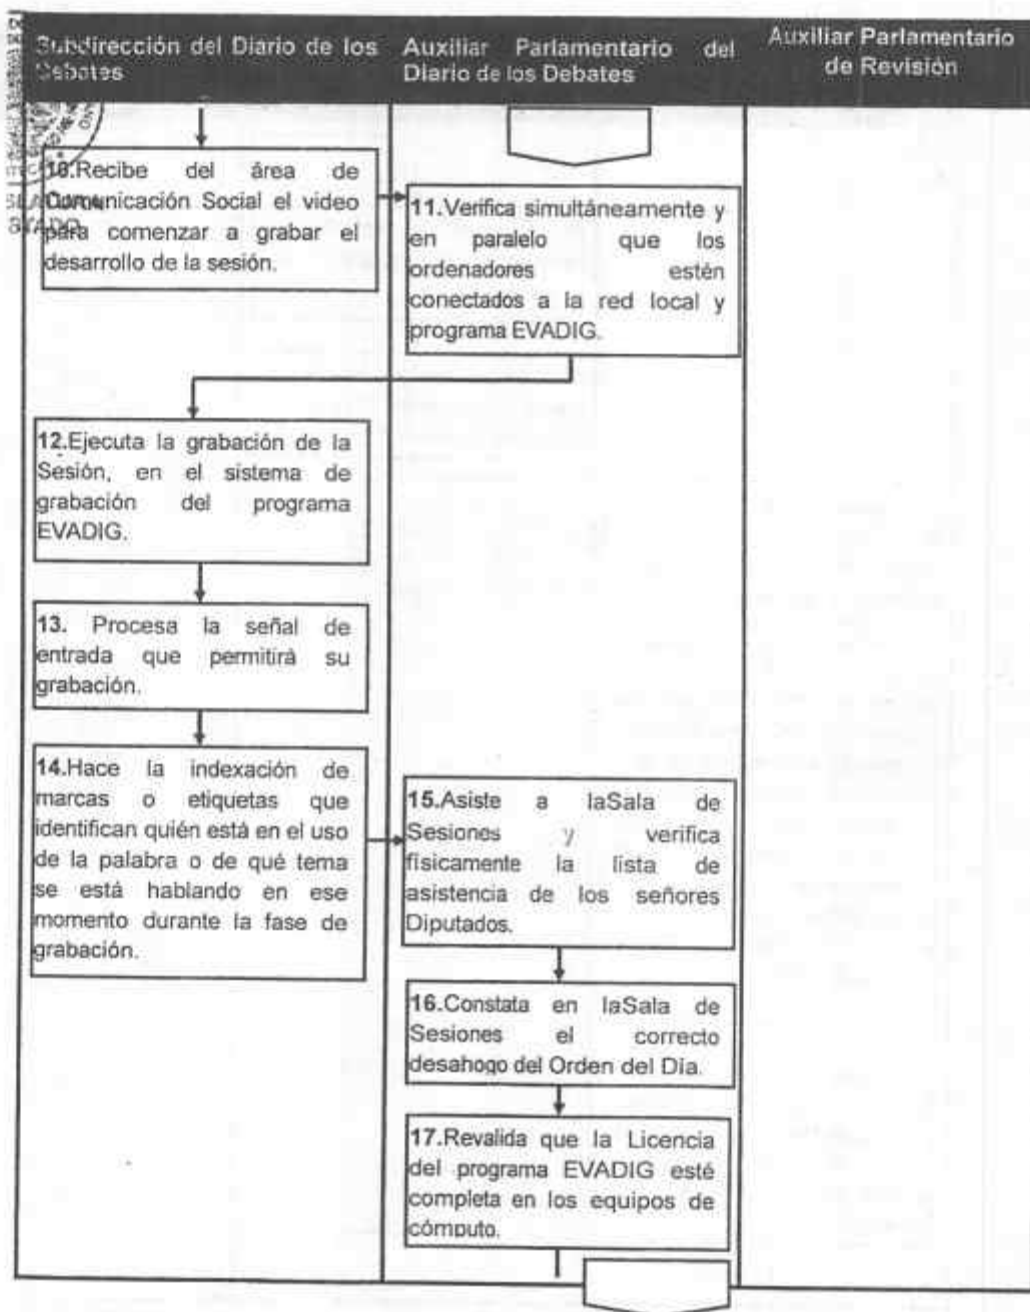 Subdirección del Diario de los
Debates
Auxiliar Parlamentario del
Diario de los Debates
Auxiliar Parlamentario
de Revisión
10.Recibe del área de
Comunicación Social el video
para comenzar a grabar el
desarrollo de la sesión.
11.Verifica simultáneamente y
en paralelo que los
ordenadores estén
conectados a la red local y
programa EVADIG.
12.Ejecuta la grabación de la
Sesión, en el sistema de
grabación del programa
EVADIG.
13. Procesa la señal de
entrada que permitirá su
grabación.
14.Hace la indexación de
marcas o etiquetas que
identifican quién está en el uso
de la palabra o de qué tema
se está hablando en ese
momento durante la fase de
grabación.
15.Asiste a laSala de
Sesiones y verifica
físicamente la lista de
asistencia de los señores
Diputados.
16.Constata en laSala de
Sesiones el correcto
desahogo del Orden del Día.
17.Revalida que la Licencia
del programa EVADIG esté
completa en los equipos de
cómputo.